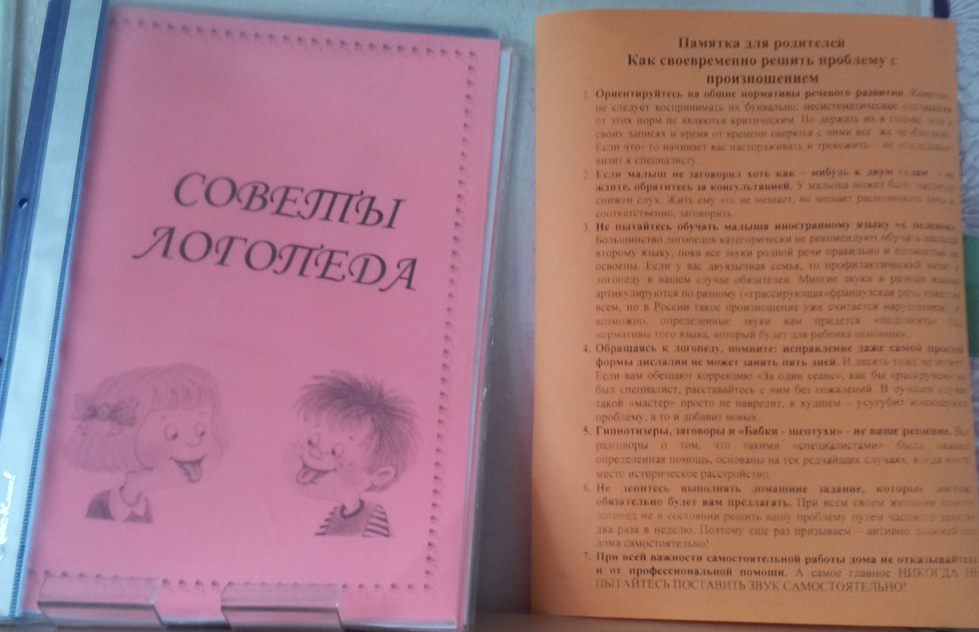 СОВЕТЫ
ЛОГОПЕДА
Памятка для родителей
Как своевременно решить проблему с
произношением
1. Ориентируйтесь на общие нормативы речевого развития.
не следует воспринимать их буквально: несистематическое
от этих норм не являются критическим. Но держать их в голове, или в
своих записях и время от времени сверятся с ними все же необходимо.
Если что- то начинает вас настораживать и тревожить – не откладывайте
визит к специалисту.
2. Если малыш не заговорил хоть как – нибудь к двум годам - не
ждите, обратитесь за консультацией. У малыша может быть частично
снижен слух. Жить ему это не мешает, но мешает распознавать речь и
соответственно, заговорить.
3. Не пытайтесь обучать малыша иностранному языку «с пеленок».
Большинство логопедов категорически не рекомендуют обучать малыша
второму языку, пока все звуки родной речи правильно и полностью не
освоены. Если у вас двуязычная семья, то профилактический визит к
логопеду в вашем случае обязателен. Многие звуки в разных языках
артикулируются по разному («грассирующая»французская речь известна
всем, но в России такое произношение уже считается нарушением), и
возможно, определенные звуки вам придется «подгонять» под
нормативы того языка, который будет для ребенка основным.
4. Обращаясь к логопеду, помните: исправление даже самой простой
формы дислалии не может занять пять дней. И десять тоже не может.
Если вам обещают коррекцию «За один сеанс», как бы «раскручен» не
был специалист, расставайтесь с ним без сожалений. В лучшем случае
такой «мастер» просто не навредит, в худшем – усугубит имеющуюся
проблему, а то и добавит новых.
5. Гипнотизеры, заговоры и «Бабки - шептухи» - не ваше решение. Все
разговоры о том, что такими «специалистами» была оказана
определенная помощь, основаны на тех редчайших случаях, когда имело
место историческое расстройство.
6. Не ленитесь выполнять домашние задание, которые логопед
обязательно будет вам предлагать. При всем своем желании помочь
логопед не в состоянии решить вашу проблему путем часового занятия
два раза в неделю. Поэтому еще раз призываем – активно занимайтесь
дома самостоятельно!
7. При всей важности самостоятельной работы дома не отказывайтесь
и от профессиональной помощи. А самое главное НИКОГДА НЕ
ПЫТАЙТЕСЬ ПОСТАВИТЬ ЗВУК САМОСТОЯТЕЛЬНО!